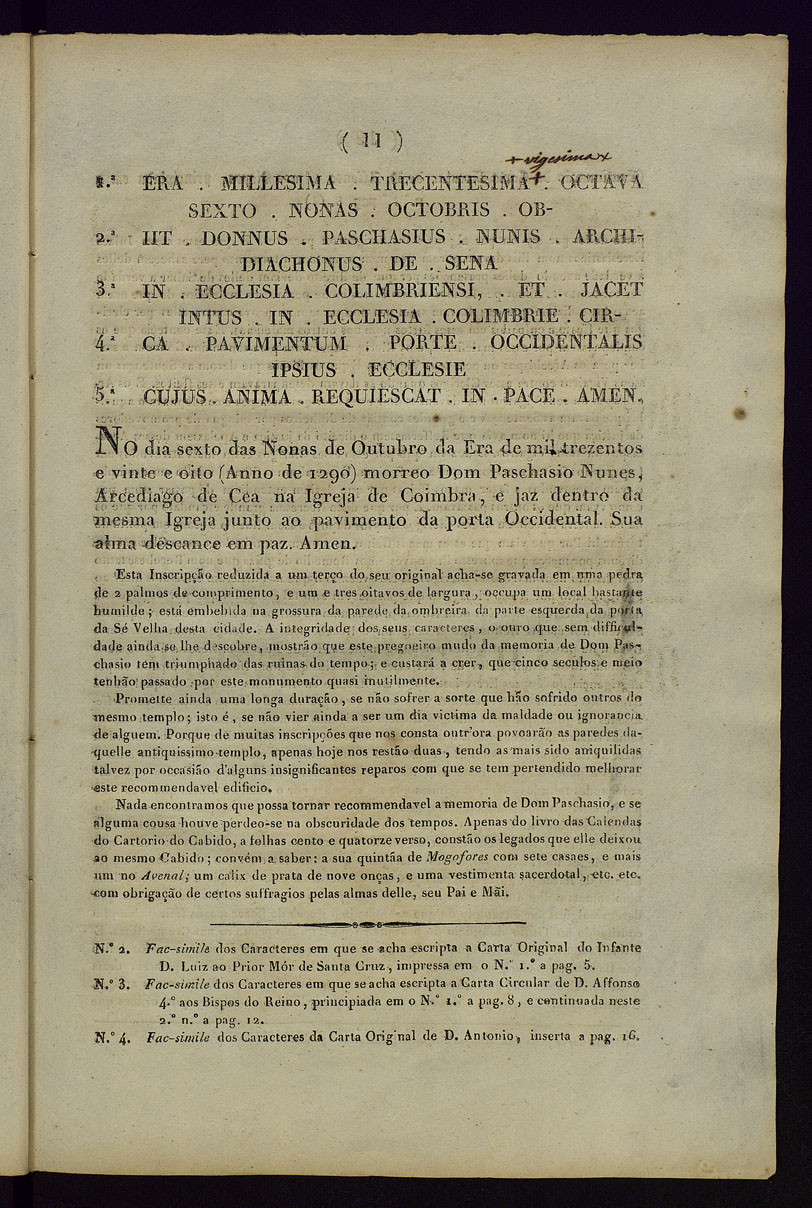 ( 11 )
+ vigesima x
1.ª ERA . MILLESIMA . TRECENTESIMA + . OCTAVA
SEXTO . NONAS . OCTOBRIS . OB-
2.ª IIT . DONNUS . PASCHASIUS . NUNIS . ARCHI-
DIACHONUS . DE . SENA
3.ª IN . ECCLESIA . COLIMBRIENSI, . ET . JACET
INTUS . IN . ECCLESIA . COLIMBRIE . CIR-
4.ª CA . PAVIMENTUM . PORTE . OCCIDENTALIS
IPSIUS . ECCLESIE
5.ª CUJUS . ANIMA . REQUIESCAT . IN . PACE . AMEN.
NO dia sexto das Nonas de Outubro da Era de mil trezentos
e vinte e oito (Anno de 1290) morreo Dom Paschasio Nunes,
Arcediago de Cea na Igreja de Coimbra, e jaz dentro da
mesma Igreja junto ao pavimento da porta Occidental. Sua
alma descance em paz. Amen.
Esta Inscripção reduzida a um terço do seu original acha-se gravada em uma pedra
de 2 palmos de comprimento, e um e tres oitavos de largura, occupa um local bastante
humilde; está embebida na grossura da parede da ombreira da parte esquerda da porta
da Sé Velha desta cidade. A integridade dos seus caracteres, o ouro que sem difficul-
dade ainda se lhe descobre, mostrão que este pregoeiro mudo da memoria de Dom Pas-
chasio tem triumphado das ruinas do tempo; e custará a crer, que cinco seculos e meio
tenhão passado por este monumento quasi inutilmente.
Promette ainda uma longa duração, se não sofrer a sorte que hão sofrido outros do
mesmo templo; isto é, se não vier ainda a ser um dia victima da maldade ou ignorancia
de alguem. Porque de muitas inscripções que nos consta outr'ora povoarão as paredes da-
quelle antiquissimo templo, apenas hoje nos restão duas, tendo as mais sido aniquilidas
talvez por occasião d'alguns insignificantes reparos com que se tem pertendido melhorar
este recommendavel edificio.
Nada encontramos que possa tornar recommendavel a memoria de Dom Paschasio, e se
alguma cousa houve perdeo-se na obscuridade dos tempos. Apenas do livro das Calendas
do Cartorio do Cabido, a folhas cento e quatorze verso, constão os legados que elle deixou
ao mesmo Cabido; convém a saber: a sua quintãa de Mogofores com sete casaes, e mais
um no Avenal; um calix de prata de nove onças, e uma vestimenta sacerdotal, etc. etc.
com obrigação de certos suffragios pelas almas delle, seu Pai e Mãi.
N.º 2. Fac-simile dos Caracteres em que se acha escripta a Carta Original do Infante
D. Luiz ao Prior Mór de Santa Cruz, impressa em o N.º 1.º a pag. 5.
N.º 3. Fac-simile dos Caracteres em que se acha escripta a Carta Circular de D. Affonso
4.º aos Bispos do Reino, principiada em o N.º 1.º a pag. 8, e continuada neste
2.º n.º a pag. 12.
N.º 4. Fac-simile dos Caracteres da Carta Original de D. Antonio, inserta a pag. 16.